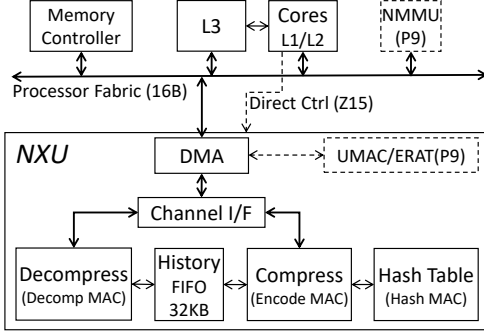 Memory
Controller
L3
Cores
L1/L2
NMMU
(P9)
Processor Fabric (16B)
Direct Ctrl (Z15)
NXU
DMA
UMAC/ERAT(P9)
Channel I/F
Decompress
(Decomp MAC)
History
FIFO
32KB
Compress
(Encode MAC)
Hash Table
(Hash MAC)